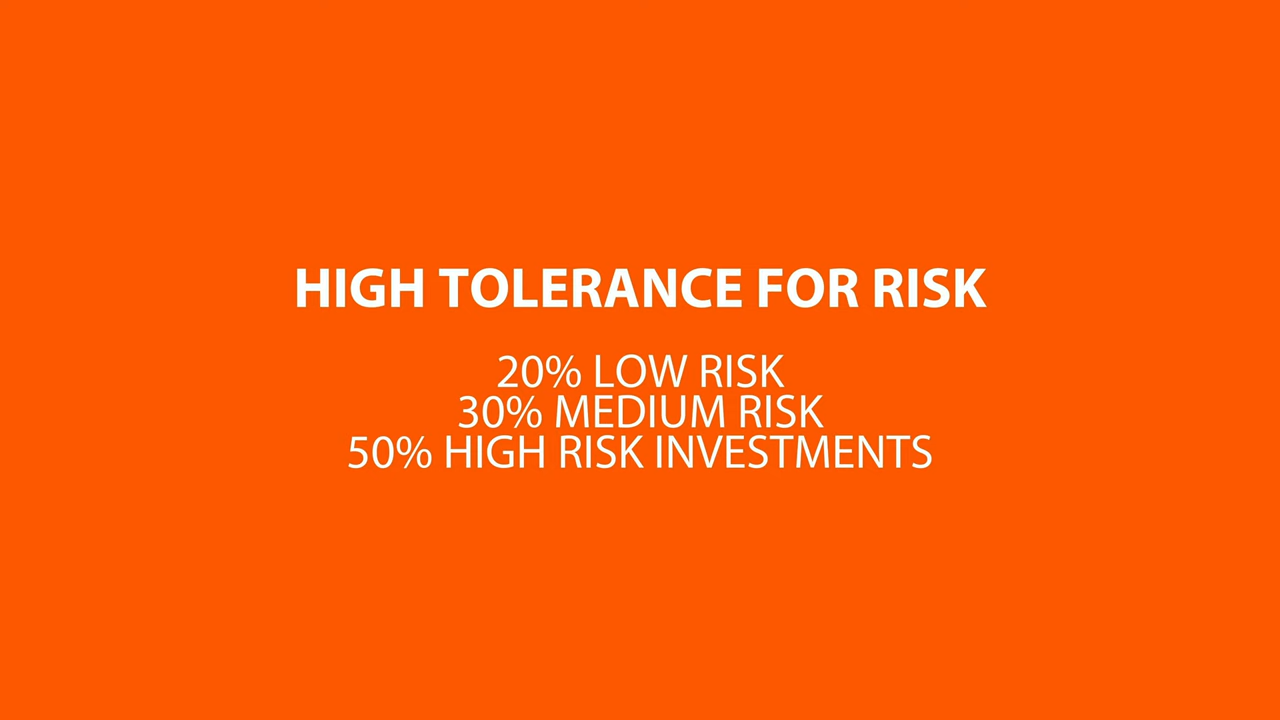 HIGH TOLERANCE FOR RISK
20% LOW RISK
30% MEDIUM RISK
50% HIGH RISK INVESTMENTS